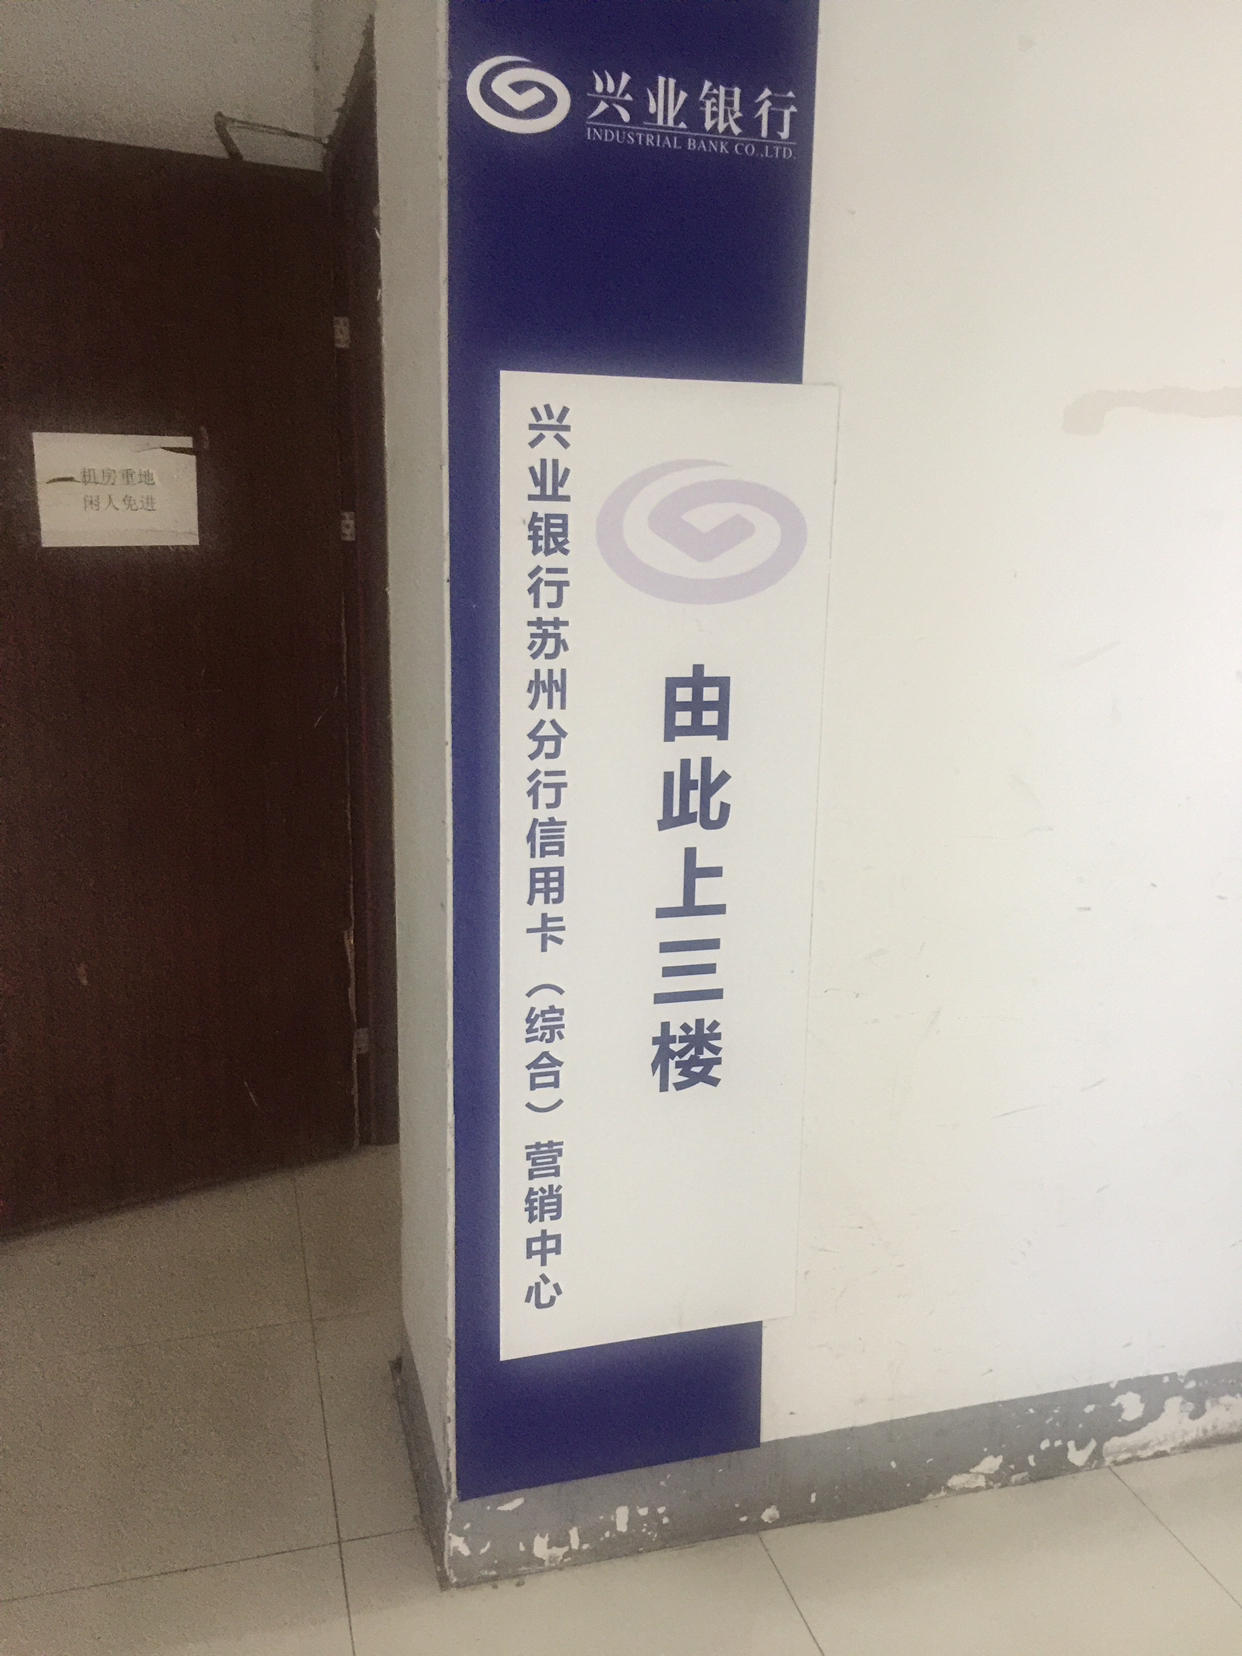 兴业银行
INDUSTRIAL BANK CO.,LTD.
兴业银行苏州分行信用卡（综合）营销中心
由此上三楼
机房重地
闲人免进